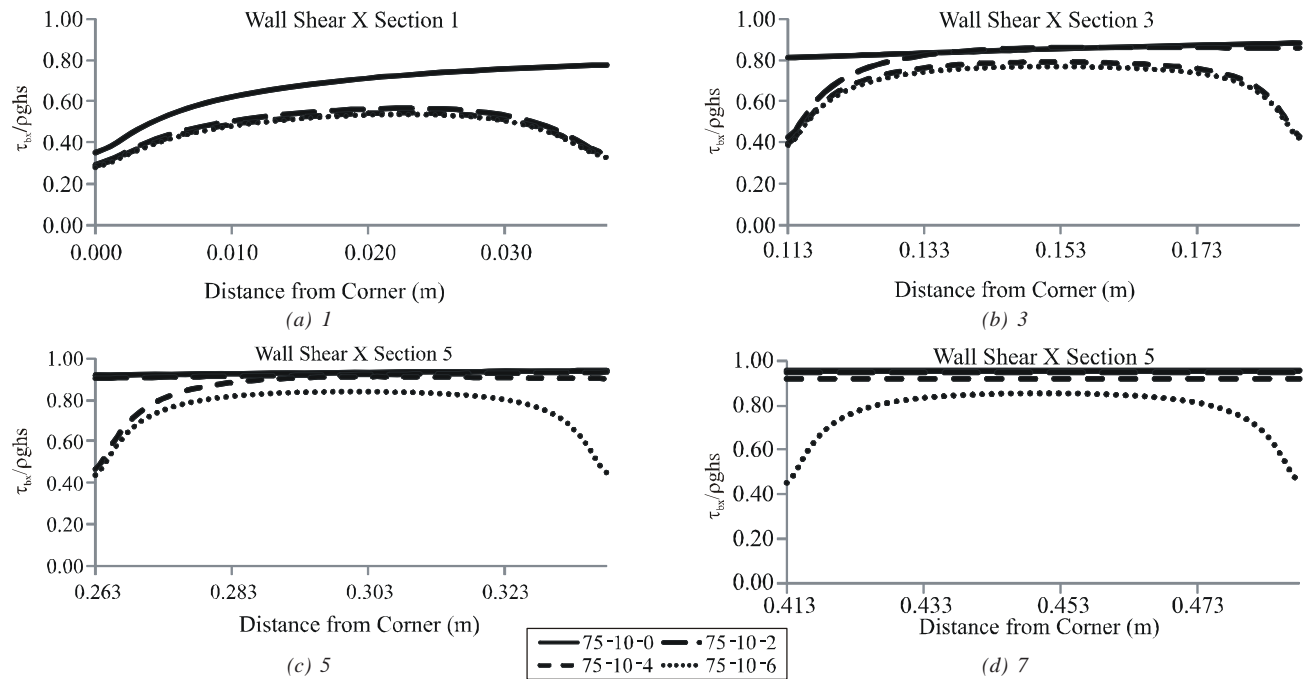 Wall Shear X Section 1
1.00
0.80
0.60
0.40
0.20
0.00
τbx/ρghs
0.000 0.010 0.020 0.030
Distance from Corner (m)
(a) 1
Wall Shear X Section 3
1.00
0.80
0.60
0.40
0.20
0.00
τbx/ρghs
0.113 0.133 0.153 0.173
Distance from Corner (m)
(b) 3
Wall Shear X Section 5
1.00
0.80
0.60
0.40
0.20
0.00
τbx/ρghs
0.263 0.283 0.303 0.323
Distance from Corner (m)
(c) 5
Wall Shear X Section 5
1.00
0.80
0.60
0.40
0.20
0.00
τbx/ρghs
0.413 0.433 0.453 0.473
Distance from Corner (m)
(d) 7
75-10-0 75-10-2
75-10-4 75-10-6